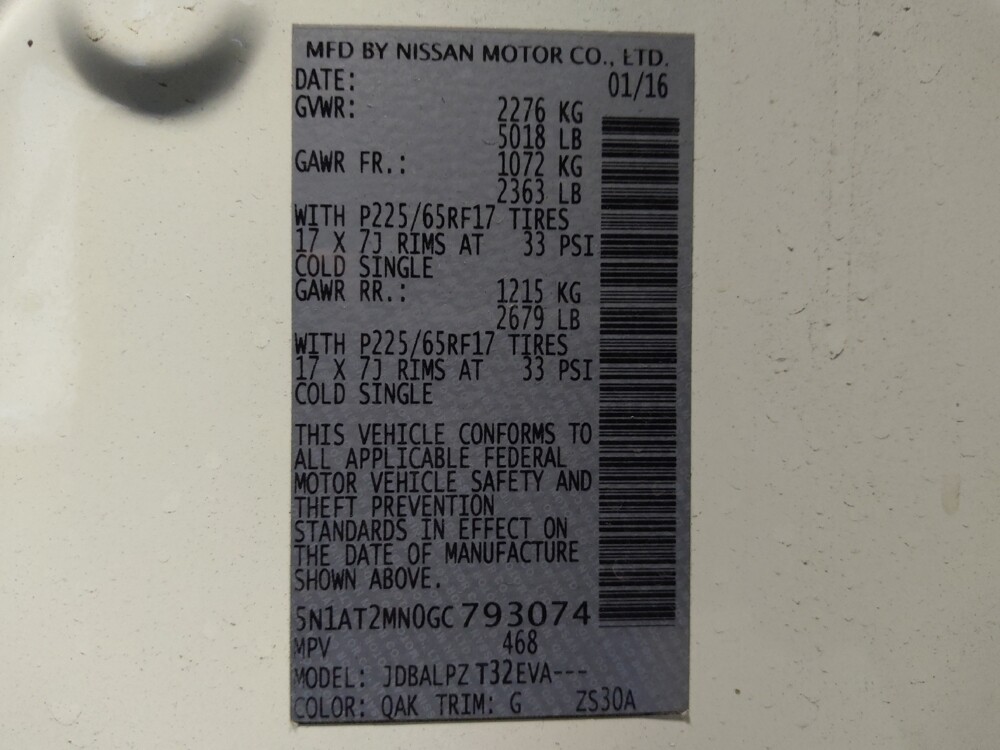 MFD BY NISSAN MOTOR CO., LTD.
DATE: 01/16
GVWR: 2276 KG
5018 LB
GAWR FR.: 1072 KG
2363 LB
WITH P225/65RF17 TIRES
17 X 7J RIMS AT 33 PSI
COLD SINGLE
GAWR RR.: 1215 KG
2679 LB
WITH P225/65RF17 TIRES
17 X 7J RIMS AT 33 PSI
COLD SINGLE
THIS VEHICLE CONFORMS TO
ALL APPLICABLE FEDERAL
MOTOR VEHICLE SAFETY AND
THEFT PREVENTION
STANDARDS IN EFFECT ON
THE DATE OF MANUFACTURE
SHOWN ABOVE.
5N1AT2MN0GC793074
MPV 468
MODEL: JDBALPZ T32EVA---
COLOR: QAK TRIM: G ZS30A